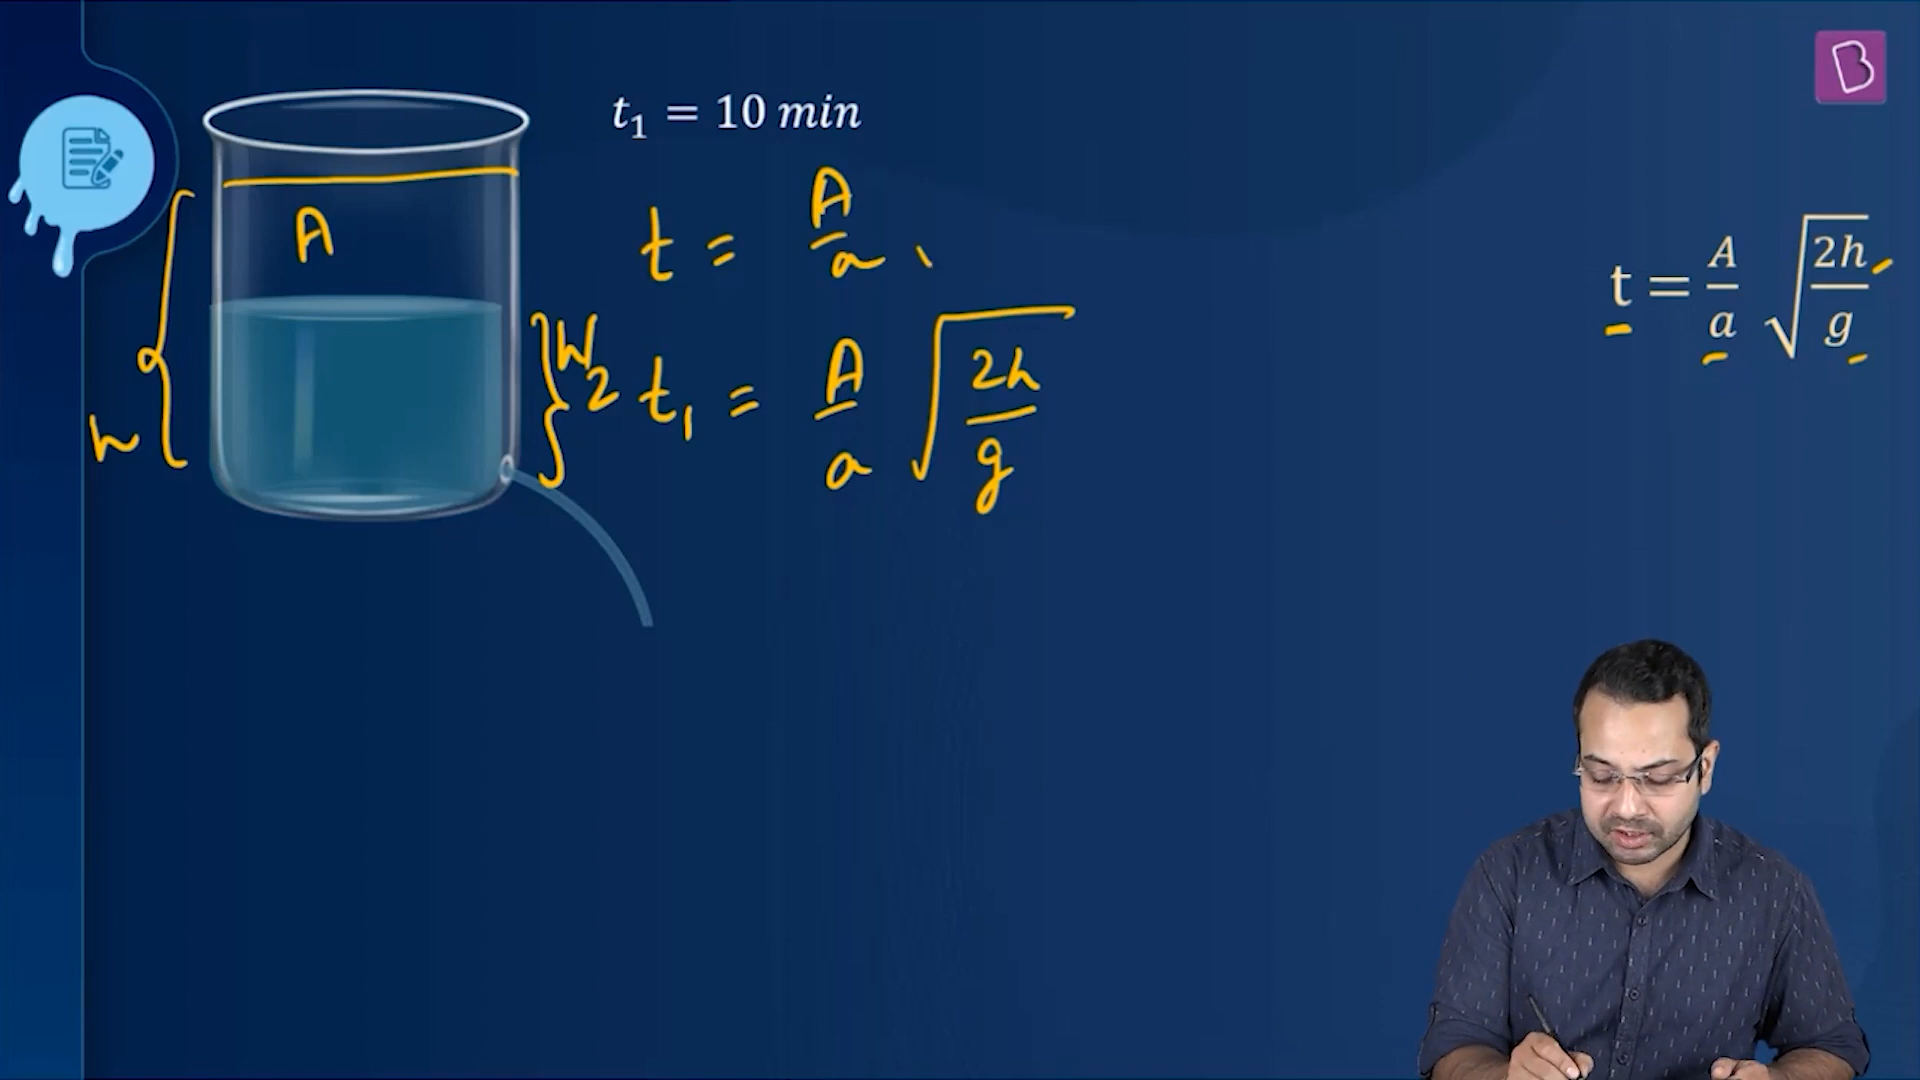 B
t₁ = 10 min
A
t = A/a
t = A/a √(2h/g)
h/2
t₁ = A/a √(2h/g)
h